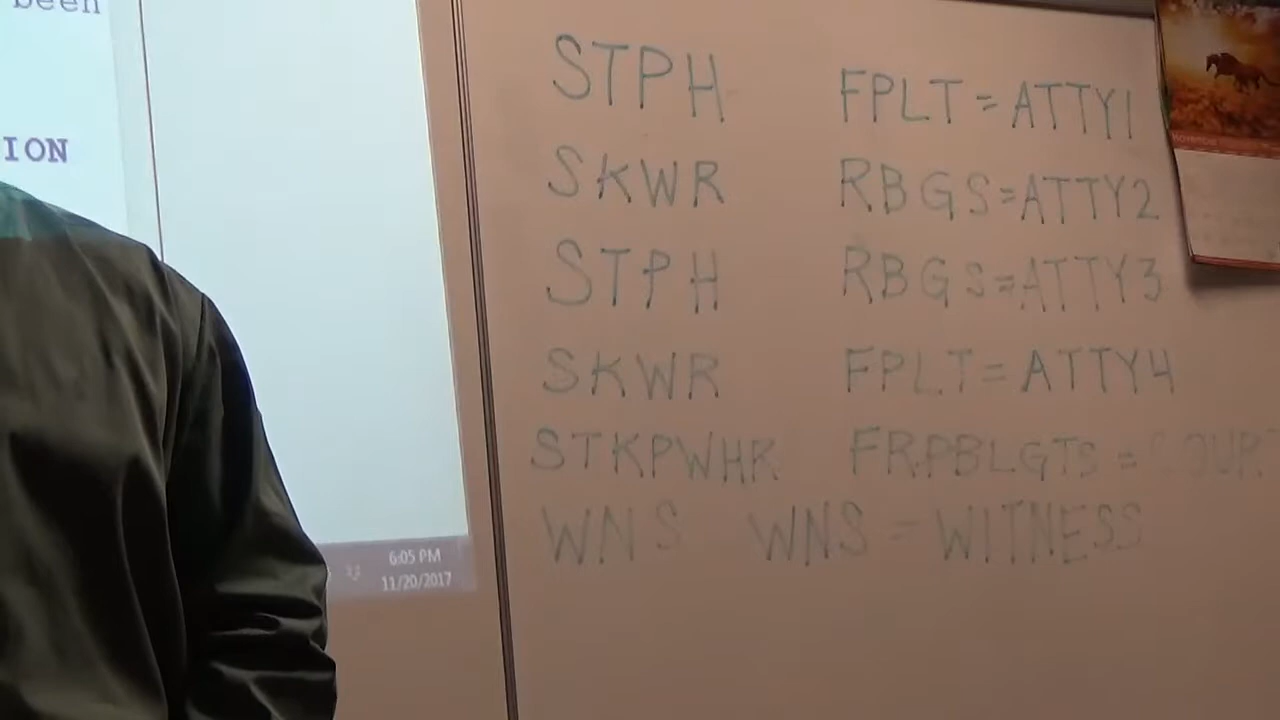 been
ION
STPH FPLT = ATTY1
SKWR RBGS = ATTY2
STPH RBGS = ATTY3
SKWR FPLT = ATTY4
STKPWHR FRPBLGTS = COURT
WNS WNS = WITNESS
6:05 PM
11/20/2017